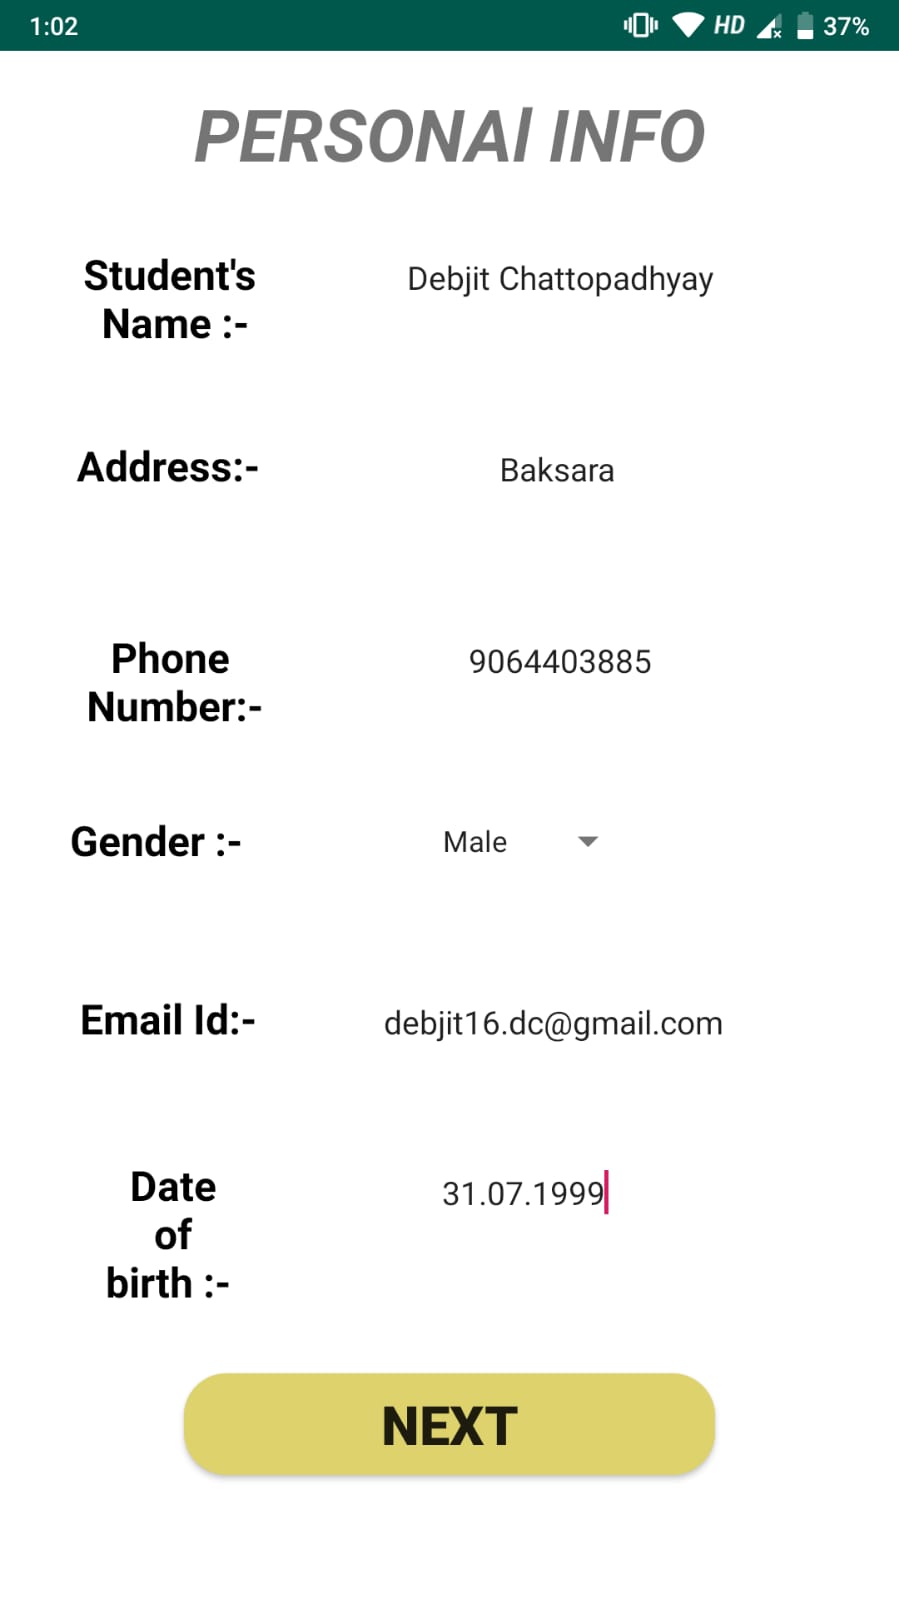 1:02 HD 37%
PERSONAl INFO
Student's
Name :-
Debjit Chattopadhyay
Address:-
Baksara
Phone
Number:-
9064403885
Gender :-
Male
Email Id:-
debjit16.dc@gmail.com
Date
of
birth :-
31.07.1999
NEXT